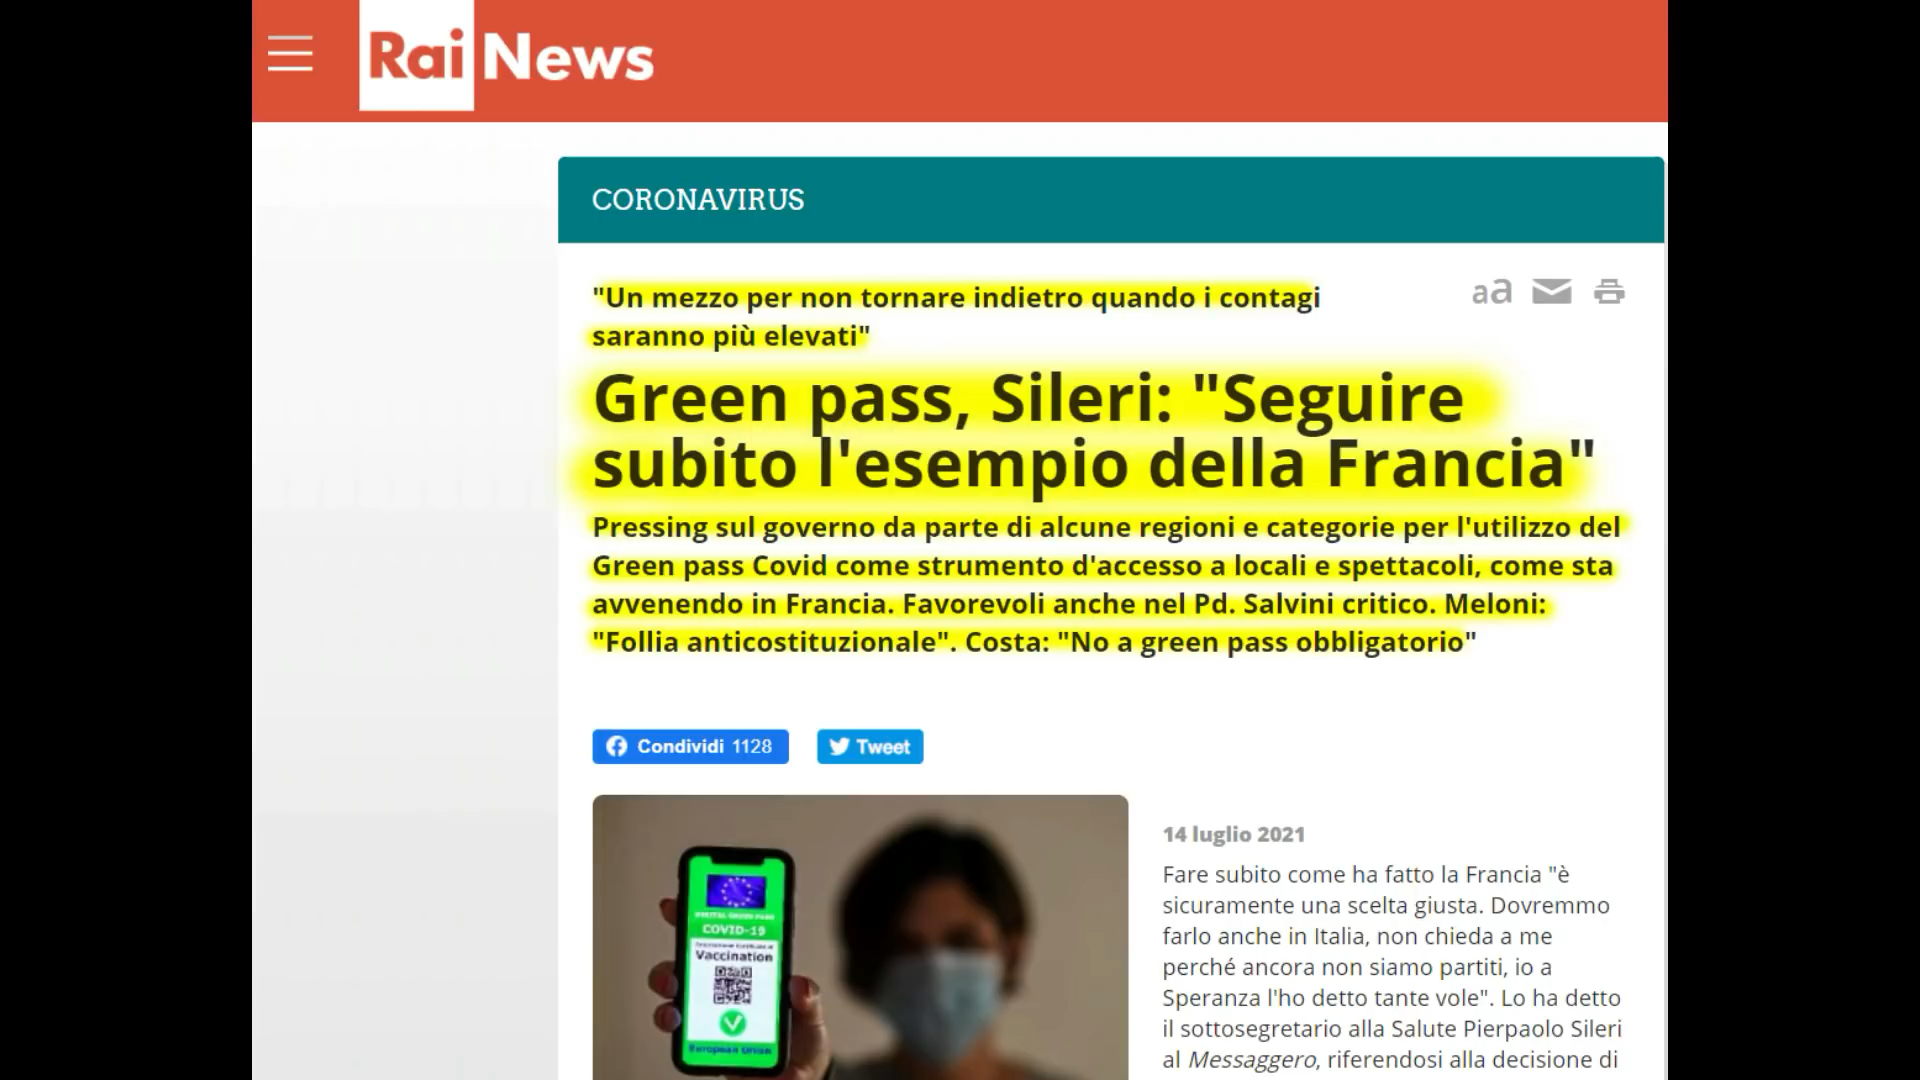 Rai News
CORONAVIRUS
"Un mezzo per non tornare indietro quando i contagi
saranno più elevati"
aa
Green pass, Sileri: "Seguire
subito l'esempio della Francia"
Pressing sul governo da parte di alcune regioni e categorie per l'utilizzo del
Green pass Covid come strumento d'accesso a locali e spettacoli, come sta
avvenendo in Francia. Favorevoli anche nel Pd. Salvini critico. Meloni:
"Follia anticostituzionale". Costa: "No a green pass obbligatorio"
Condividi 1128
Tweet
DIGITAL GREEN PASS
COVID-19
Vaccination
European Union
14 luglio 2021
Fare subito come ha fatto la Francia "è
sicuramente una scelta giusta. Dovremmo
farlo anche in Italia, non chieda a me
perché ancora non siamo partiti, io a
Speranza l'ho detto tante vole". Lo ha detto
il sottosegretario alla Salute Pierpaolo Sileri
al Messaggero, riferendosi alla decisione di